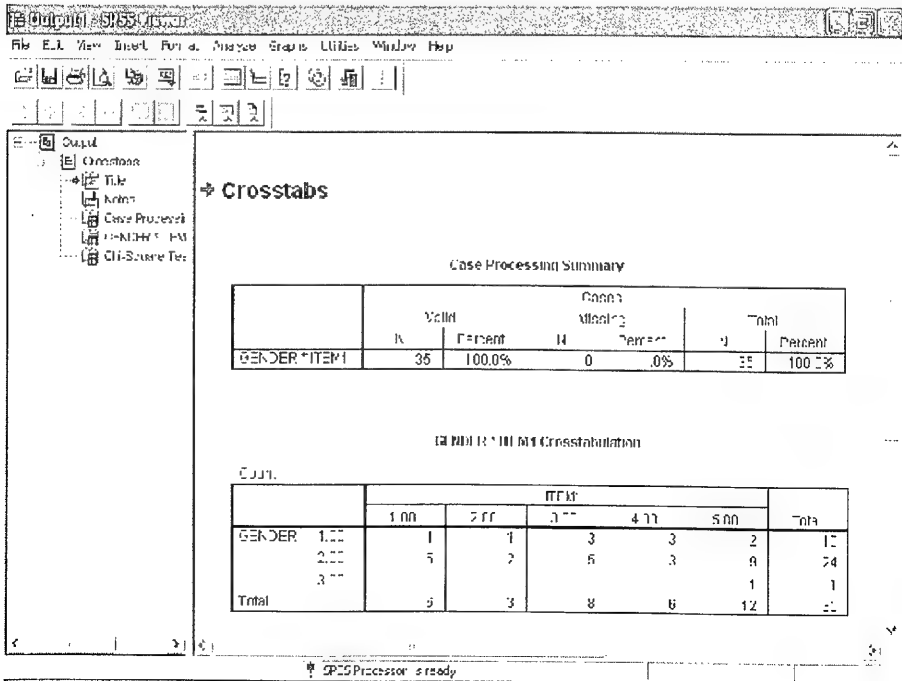 Output1 - SPSS Viewer
File Edit View Insert Format Analyze Graphs Utilities Window Help
Output
Crosstabs
Title
Notes
Case Processi
GENDER * ITEM
Chi-Square Tes
Crosstabs
Case Processing Summary
Cases
Valid Missing Total
N Percent N Percent N Percent
GENDER * ITEM1 35 100.0% 0 .0% 35 100.0%
GENDER * ITEM1 Crosstabulation
Count
ITEM1
1.00 2.00 3.00 4.00 5.00 Total
GENDER 1.00 1 1 3 3 2 10
2.00 5 2 5 3 9 24
3.00 1 1
Total 6 3 8 6 12 35
SPSS Processor is ready